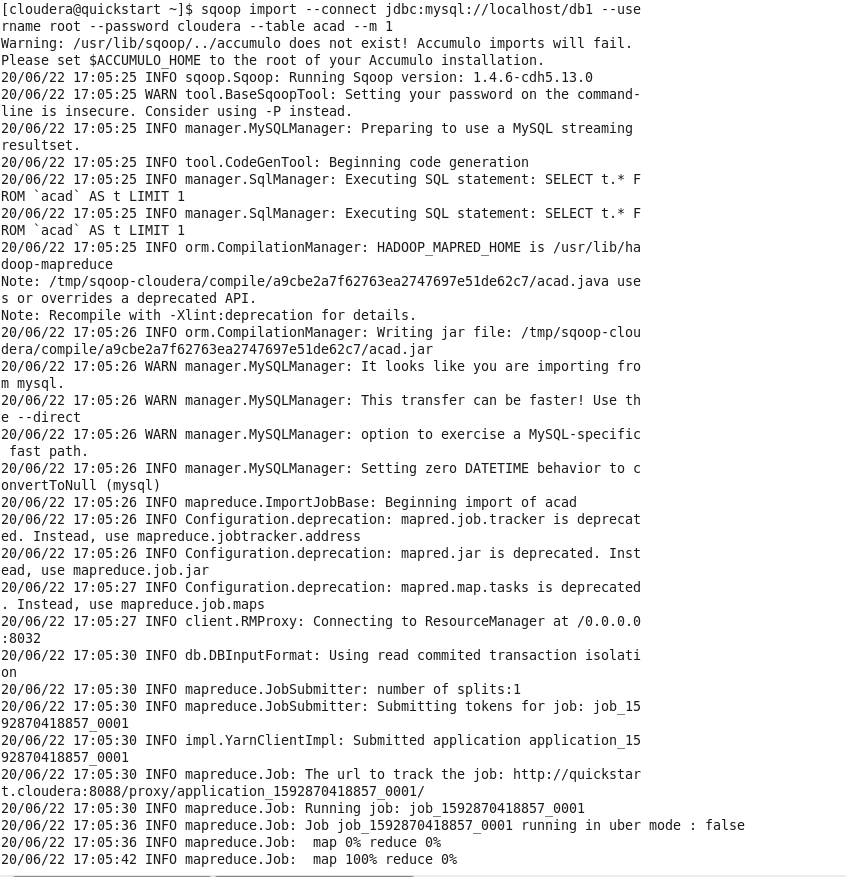 [cloudera@quickstart ~]$ sqoop import --connect jdbc:mysql://localhost/db1 --use
rname root --password cloudera --table acad --m 1
Warning: /usr/lib/sqoop/../accumulo does not exist! Accumulo imports will fail.
Please set $ACCUMULO_HOME to the root of your Accumulo installation.
20/06/22 17:05:25 INFO sqoop.Sqoop: Running Sqoop version: 1.4.6-cdh5.13.0
20/06/22 17:05:25 WARN tool.BaseSqoopTool: Setting your password on the command-
line is insecure. Consider using -P instead.
20/06/22 17:05:25 INFO manager.MySQLManager: Preparing to use a MySQL streaming
resultset.
20/06/22 17:05:25 INFO tool.CodeGenTool: Beginning code generation
20/06/22 17:05:25 INFO manager.SqlManager: Executing SQL statement: SELECT t.* F
ROM `acad` AS t LIMIT 1
20/06/22 17:05:25 INFO manager.SqlManager: Executing SQL statement: SELECT t.* F
ROM `acad` AS t LIMIT 1
20/06/22 17:05:25 INFO orm.CompilationManager: HADOOP_MAPRED_HOME is /usr/lib/ha
doop-mapreduce
Note: /tmp/sqoop-cloudera/compile/a9cbe2a7f62763ea2747697e51de62c7/acad.java use
s or overrides a deprecated API.
Note: Recompile with -Xlint:deprecation for details.
20/06/22 17:05:26 INFO orm.CompilationManager: Writing jar file: /tmp/sqoop-clou
dera/compile/a9cbe2a7f62763ea2747697e51de62c7/acad.jar
20/06/22 17:05:26 WARN manager.MySQLManager: It looks like you are importing fro
m mysql.
20/06/22 17:05:26 WARN manager.MySQLManager: This transfer can be faster! Use th
e --direct
20/06/22 17:05:26 WARN manager.MySQLManager: option to exercise a MySQL-specific
 fast path.
20/06/22 17:05:26 INFO manager.MySQLManager: Setting zero DATETIME behavior to c
onvertToNull (mysql)
20/06/22 17:05:26 INFO mapreduce.ImportJobBase: Beginning import of acad
20/06/22 17:05:26 INFO Configuration.deprecation: mapred.job.tracker is deprecat
ed. Instead, use mapreduce.jobtracker.address
20/06/22 17:05:26 INFO Configuration.deprecation: mapred.jar is deprecated. Inst
ead, use mapreduce.job.jar
20/06/22 17:05:27 INFO Configuration.deprecation: mapred.map.tasks is deprecated
. Instead, use mapreduce.job.maps
20/06/22 17:05:27 INFO client.RMProxy: Connecting to ResourceManager at /0.0.0.0
:8032
20/06/22 17:05:30 INFO db.DBInputFormat: Using read commited transaction isolati
on
20/06/22 17:05:30 INFO mapreduce.JobSubmitter: number of splits:1
20/06/22 17:05:30 INFO mapreduce.JobSubmitter: Submitting tokens for job: job_15
92870418857_0001
20/06/22 17:05:30 INFO impl.YarnClientImpl: Submitted application application_15
92870418857_0001
20/06/22 17:05:30 INFO mapreduce.Job: The url to track the job: http://quickstar
t.cloudera:8088/proxy/application_1592870418857_0001/
20/06/22 17:05:30 INFO mapreduce.Job: Running job: job_1592870418857_0001
20/06/22 17:05:36 INFO mapreduce.Job: Job job_1592870418857_0001 running in uber mode : false
20/06/22 17:05:36 INFO mapreduce.Job:  map 0% reduce 0%
20/06/22 17:05:42 INFO mapreduce.Job:  map 100% reduce 0%